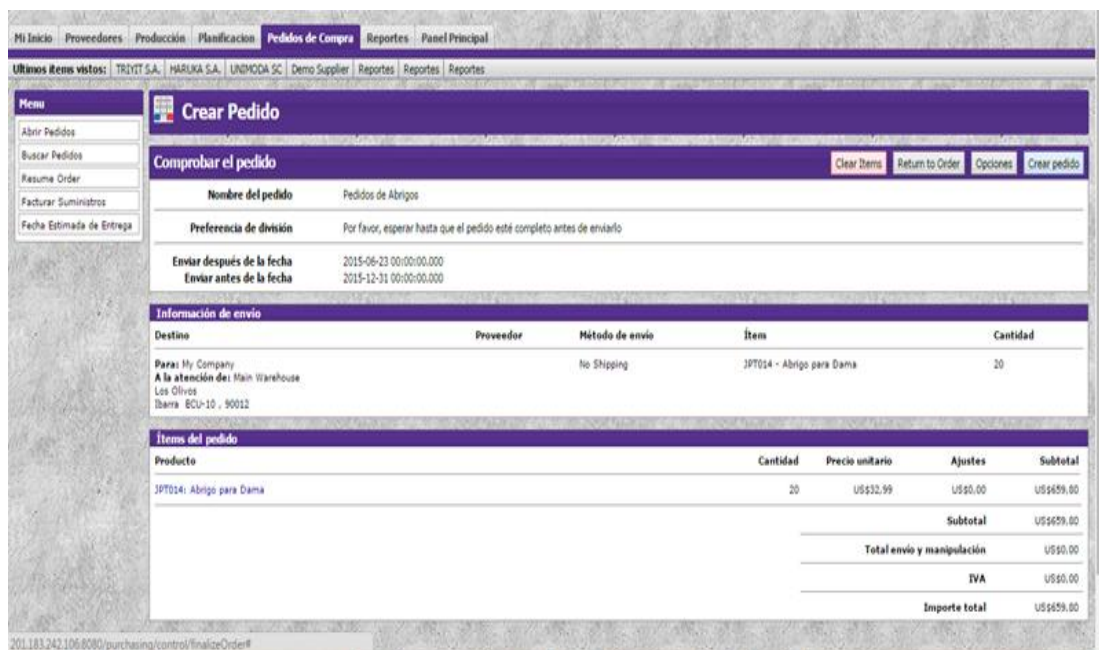 Mi Inicio Proveedores Producción Planificacion Pedidos de Compra Reportes Panel Principal
Ultimos items vistos: TRIYIT S.A. HARUKA S.A. UNIMODA SC Demo Supplier Reportes Reportes Reportes
Menu
Abrir Pedidos
Buscar Pedidos
Resume Order
Facturar Suministros
Fecha Estimada de Entrega
Crear Pedido
Comprobar el pedido Clear Items Return to Order Opciones Crear pedido
Nombre del pedido Pedidos de Abrigos
Preferencia de división Por favor, esperar hasta que el pedido esté completo antes de enviarlo
Enviar después de la fecha 2015-06-23 00:00:00.000
Enviar antes de la fecha 2015-12-31 00:00:00.000
Información de envío
Destino Proveedor Método de envío Ítem Cantidad
Para: My Company No Shipping JPT014 - Abrigo para Dama 20
A la atención de: Main Warehouse
Los Olivos
Ibarra ECU-10 , 90012
Ítems del pedido
Producto Cantidad Precio unitario Ajustes Subtotal
JPT014: Abrigo para Dama 20 US$32,99 US$0,00 US$659,80
Subtotal US$659,80
Total envío y manipulación US$0,00
IVA US$0,00
Importe total US$659,80
201.183.242.106:8080/purchasing/control/finalizeOrder#